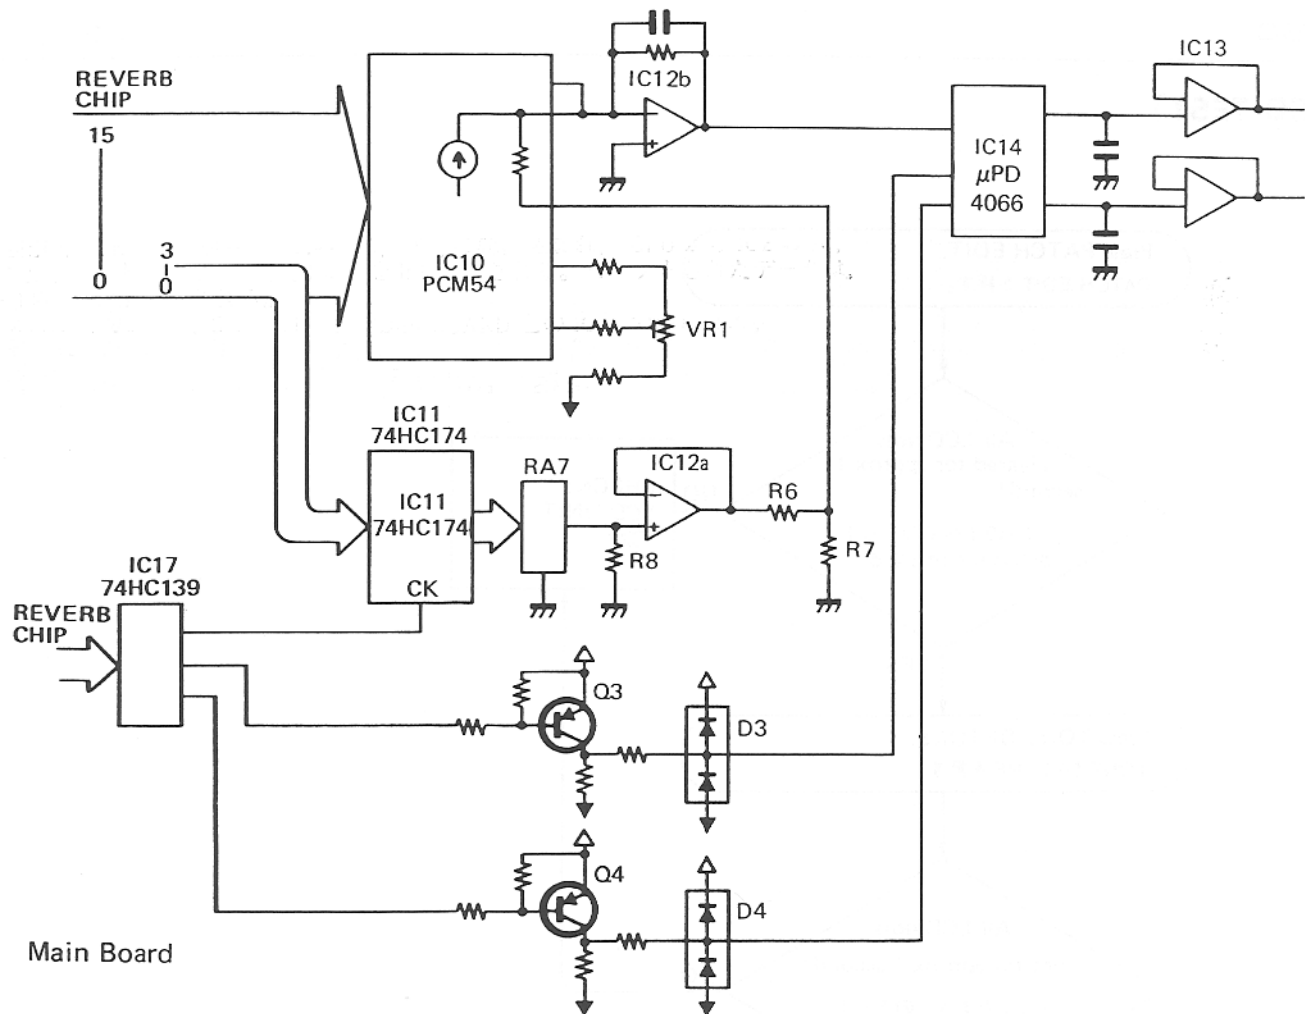 REVERB
CHIP
15
0
3
0
IC10
PCM54
VR1
IC12b
IC14
μPD
4066
IC13
IC11
74HC174
IC11
74HC174
CK
RA7
IC12a
R6
R7
R8
IC17
74HC139
REVERB
CHIP
Q3
D3
Q4
D4
Main Board